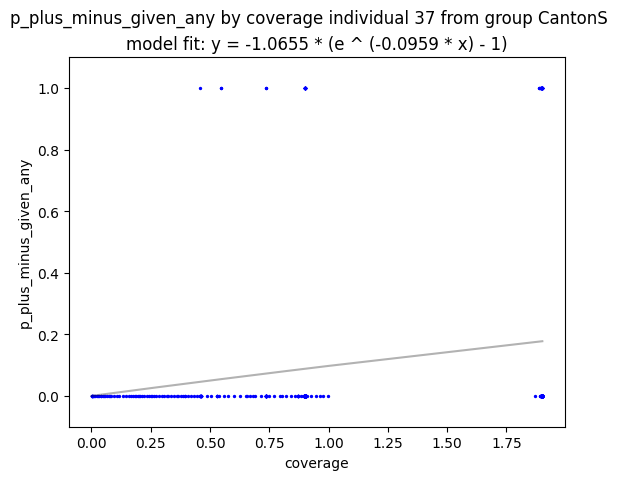 p_plus_minus_given_any by coverage individual 37 from group CantonS
model fit: y = -1.0655 * (e ^ (-0.0959 * x) - 1)
1.0
0.8
0.6
0.4
0.2
0.0
p_plus_minus_given_any
0.00 0.25 0.50 0.75 1.00 1.25 1.50 1.75
coverage